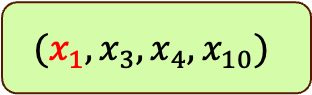 (x₁, x₃, x₄, x₁₀)